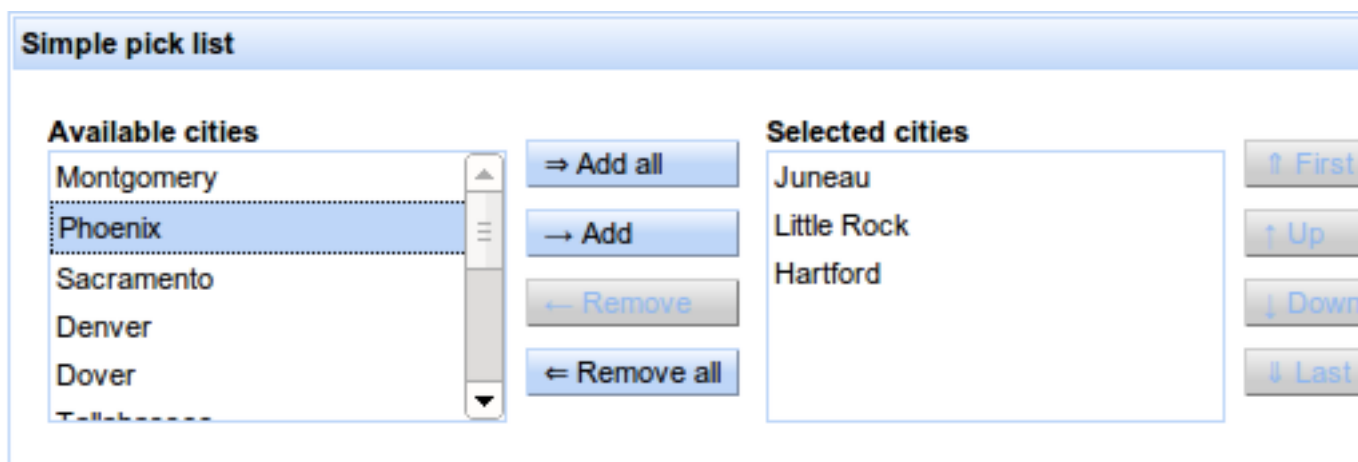 Simple pick list
Available cities
Montgomery
Phoenix
Sacramento
Denver
Dover
⇒ Add all
→ Add
← Remove
⇐ Remove all
Selected cities
Juneau
Little Rock
Hartford
⇑ First
↑ Up
↓ Down
⇓ Last